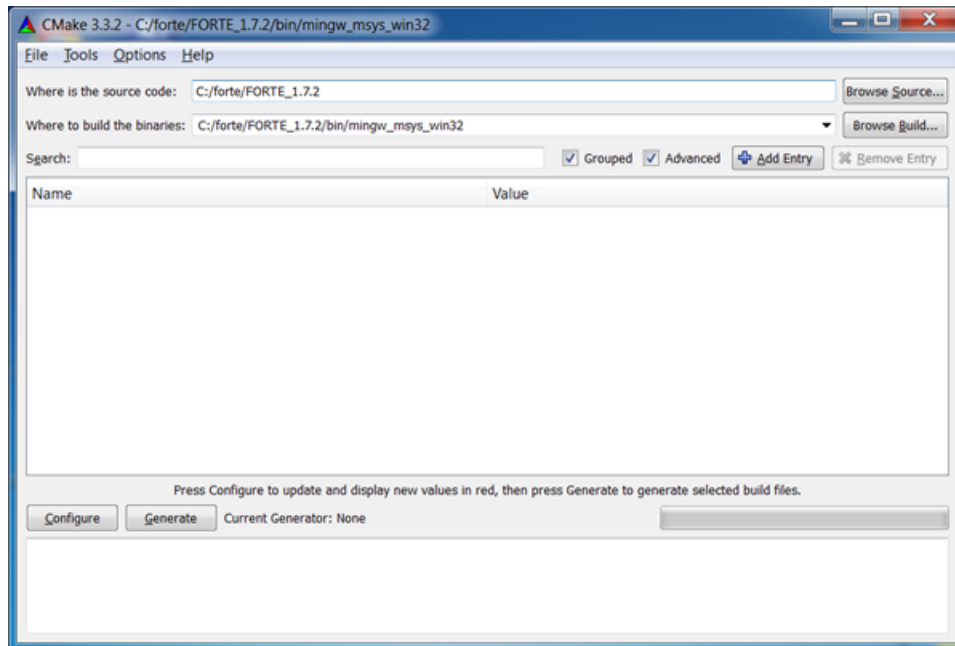 CMake 3.3.2 - C:/forte/FORTE_1.7.2/bin/mingw_msys_win32
File Tools Options Help
Where is the source code: C:/forte/FORTE_1.7.2 Browse Source...
Where to build the binaries: C:/forte/FORTE_1.7.2/bin/mingw_msys_win32 Browse Build...
Search: Grouped Advanced Add Entry Remove Entry
Name Value
Press Configure to update and display new values in red, then press Generate to generate selected build files.
Configure Generate Current Generator: None